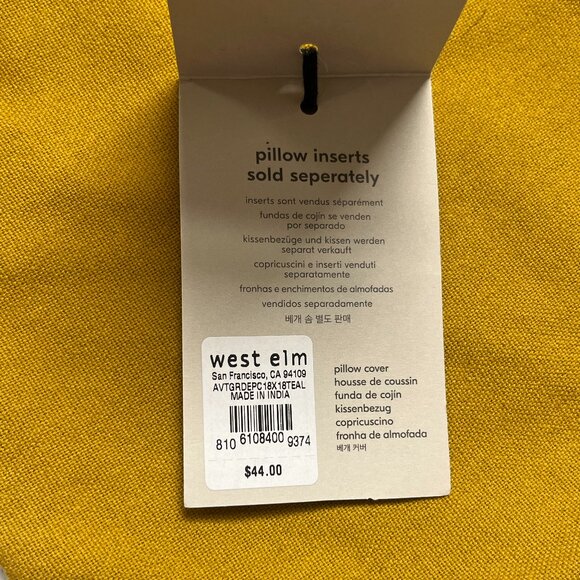 pillow inserts
sold seperately
inserts sont vendus séparément
fundas de cojín se venden
por separado
kissenbezüge und kissen werden
separat verkauft
copricuscini e inserti venduti
separatamente
fronhas e enchimentos de almofadas
vendidos separadamente
베개 솜 별도 판매
west elm
San Francisco, CA 94109
AVTGRDEPC18X18TEAL
MADE IN INDIA
810 6108400 9374
$44.00
pillow cover
housse de coussin
funda de cojín
kissenbezug
copricuscino
fronha de almofada
베개 커버